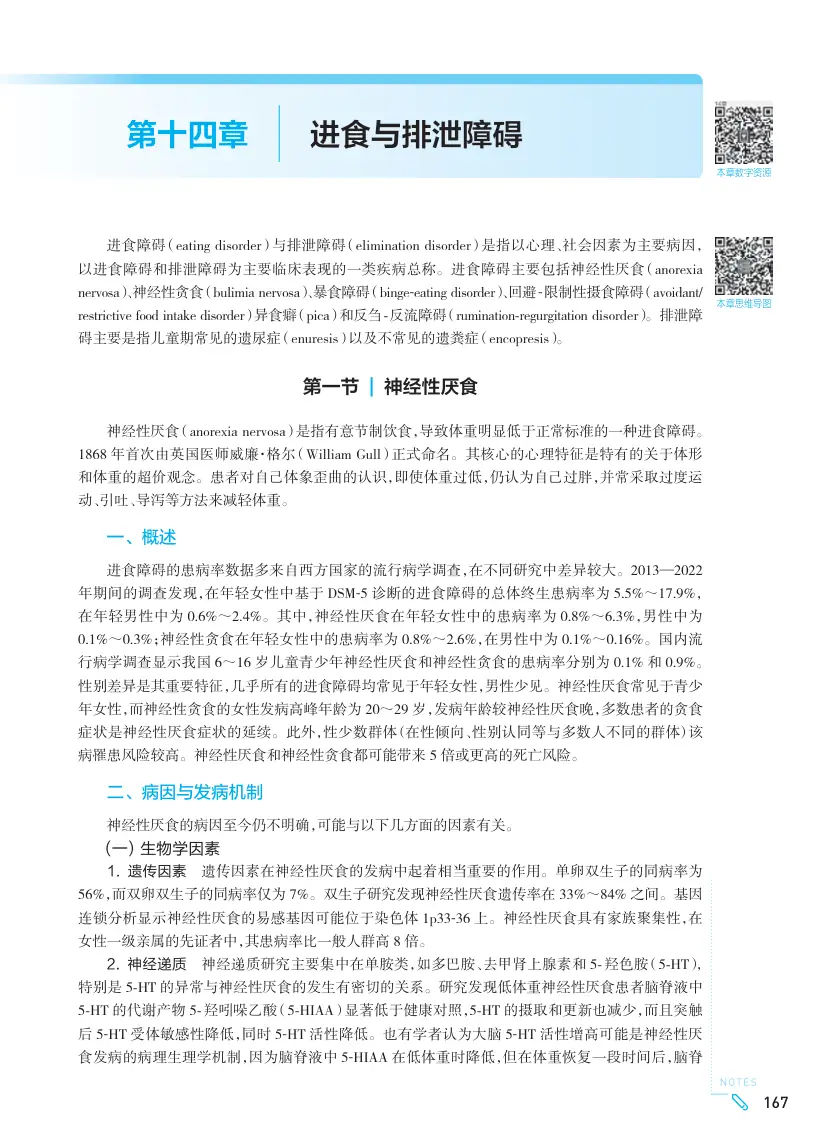 第十四章 进食与排泄障碍
本章数字资源
进食障碍（eating disorder）与排泄障碍（elimination disorder）是指以心理、社会因素为主要病因，
以进食障碍和排泄障碍为主要临床表现的一类疾病总称。进食障碍主要包括神经性厌食（anorexia
nervosa）、神经性贪食（bulimia nervosa）、暴食障碍（binge-eating disorder）、回避-限制性摄食障碍（avoidant/
restrictive food intake disorder）异食癖（pica）和反刍-反流障碍（rumination-regurgitation disorder）。排泄障
碍主要是指儿童期常见的遗尿症（enuresis）以及不常见的遗粪症（encopresis）。
本章思维导图
第一节 | 神经性厌食
神经性厌食（anorexia nervosa）是指有意节制饮食，导致体重明显低于正常标准的一种进食障碍。
1868 年首次由英国医师威廉·格尔（William Gull）正式命名。其核心的心理特征是特有的关于体形
和体重的超价观念。患者对自己体象歪曲的认识，即使体重过低，仍认为自己过胖，并常采取过度运
动、引吐、导泻等方法来减轻体重。
一、概述
进食障碍的患病率数据多来自西方国家的流行病学调查，在不同研究中差异较大。2013—2022
年期间的调查发现，在年轻女性中基于 DSM-5 诊断的进食障碍的总体终生患病率为 5.5%～17.9%，
在年轻男性中为 0.6%～2.4%。其中，神经性厌食在年轻女性中的患病率为 0.8%～6.3%，男性中为
0.1%～0.3%；神经性贪食在年轻女性中的患病率为 0.8%～2.6%，在男性中为 0.1%～0.16%。国内流
行病学调查显示我国 6～16 岁儿童青少年神经性厌食和神经性贪食的患病率分别为 0.1% 和 0.9%。
性别差异是其重要特征，几乎所有的进食障碍均常见于年轻女性，男性少见。神经性厌食常见于青少
年女性，而神经性贪食的女性发病高峰年龄为 20～29 岁，发病年龄较神经性厌食晚，多数患者的贪食
症状是神经性厌食症状的延续。此外，性少数群体（在性倾向、性别认同等与多数人不同的群体）该
病罹患风险较高。神经性厌食和神经性贪食都可能带来 5 倍或更高的死亡风险。
二、病因与发病机制
神经性厌食的病因至今仍不明确，可能与以下几方面的因素有关。
（一）生物学因素
1. 遗传因素 遗传因素在神经性厌食的发病中起着相当重要的作用。单卵双生子的同病率为
56%，而双卵双生子的同病率仅为 7%。双生子研究发现神经性厌食遗传率在 33%～84% 之间。基因
连锁分析显示神经性厌食的易感基因可能位于染色体 1p33-36 上。神经性厌食具有家族聚集性，在
女性一级亲属的先证者中，其患病率比一般人群高 8 倍。
2. 神经递质 神经递质研究主要集中在单胺类，如多巴胺、去甲肾上腺素和 5-羟色胺（5-HT），
特别是 5-HT 的异常与神经性厌食的发生有密切的关系。研究发现低体重神经性厌食患者脑脊液中
5-HT 的代谢产物 5-羟吲哚乙酸（5-HIAA）显著低于健康对照，5-HT 的摄取和更新也减少，而且突触
后 5-HT 受体敏感性降低，同时 5-HT 活性降低。也有学者认为大脑 5-HT 活性增高可能是神经性厌
食发病的病理生理学机制，因为脑脊液中 5-HIAA 在低体重时降低，但在体重恢复一段时间后，脑脊
NOTES
167